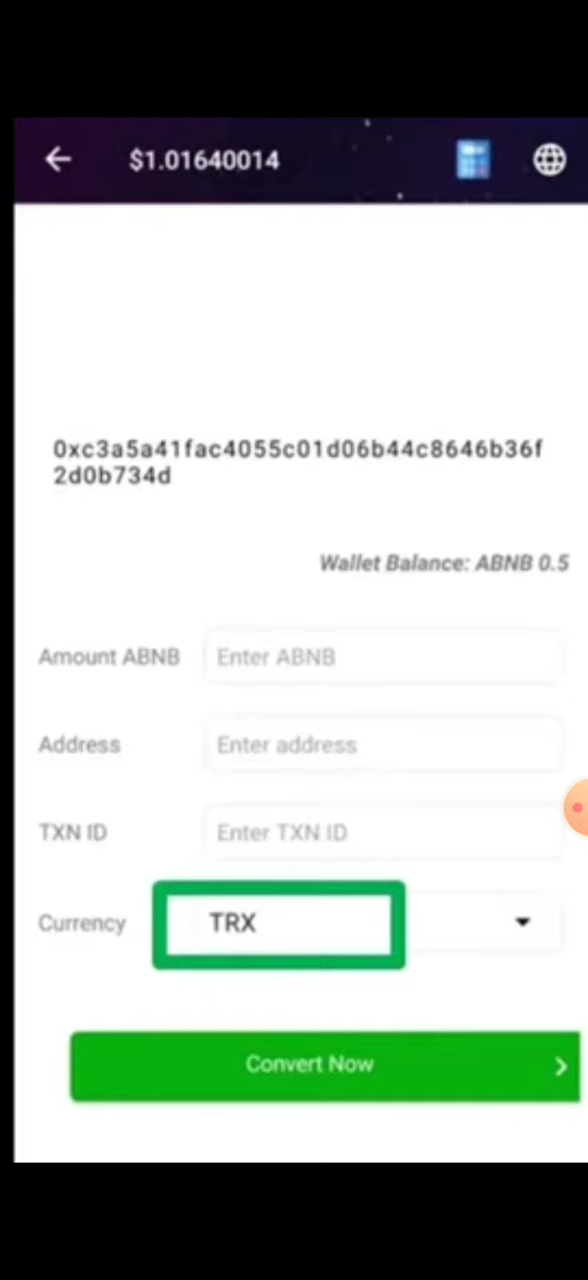 $1.01640014
0xc3a5a41fac4055c01d06b44c8646b36f
2d0b734d
Wallet Balance: ABNB 0.5
Amount ABNB Enter ABNB
Address Enter address
TXN ID Enter TXN ID
Currency TRX
Convert Now